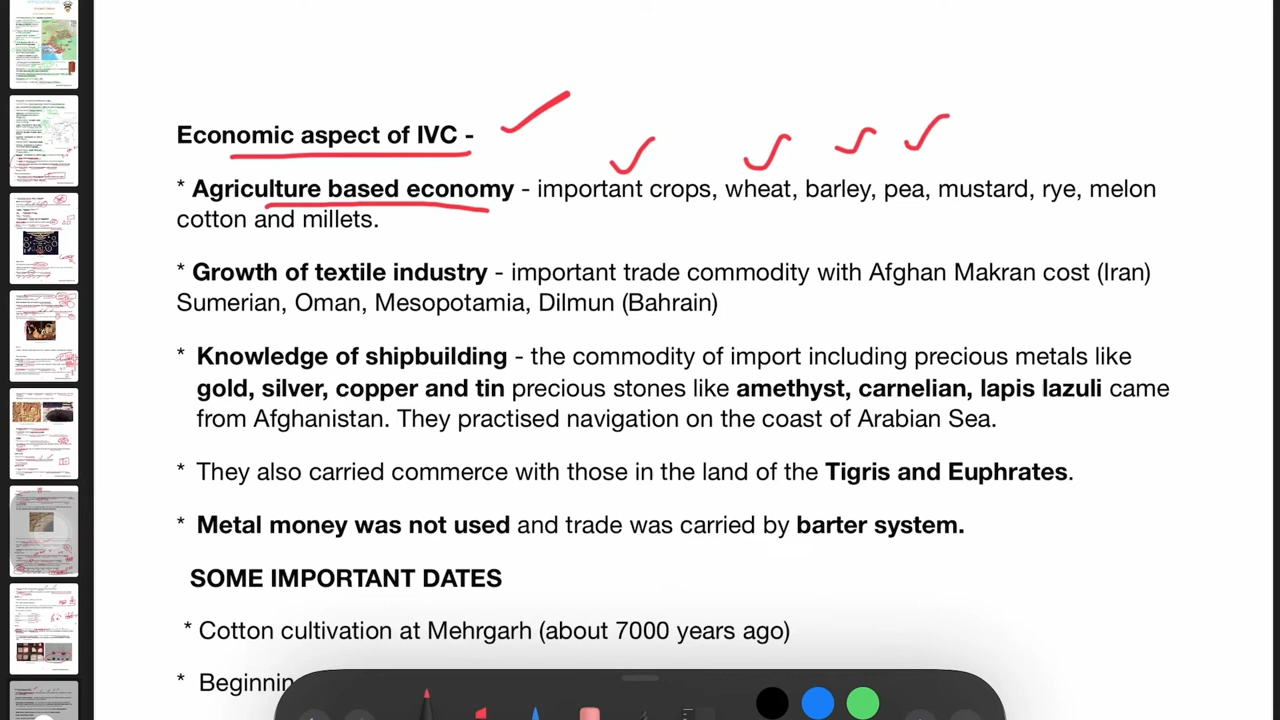 Economic aspect of IVC -
* Agriculture based economy - important crops, wheat, barley, pea, mustard, rye, melon
cotton and millets.
* Growth of textile industry - important trade commodity with Afghan Makran cost (Iran)
Sumerian, Oman, Mesopotamia, Dilmun (Bahrain)
* Knowledge of shipbuilding - the commodity of import including precious metals like
gold, silver, copper and tin precious stones like amethyst, carnelian, lapis lazuli came
from Afghanistan. They practised navigation on the coast of Arabian Sea.
* They also carried commerce with those in the land of the Tigris and Euphrates.
* Metal money was not used and trade was carried by barter system.
SOME IMPORTANT DATES
* Cotton cultivation at Mehrgarh (about 7000 years ago)
* Beginnin